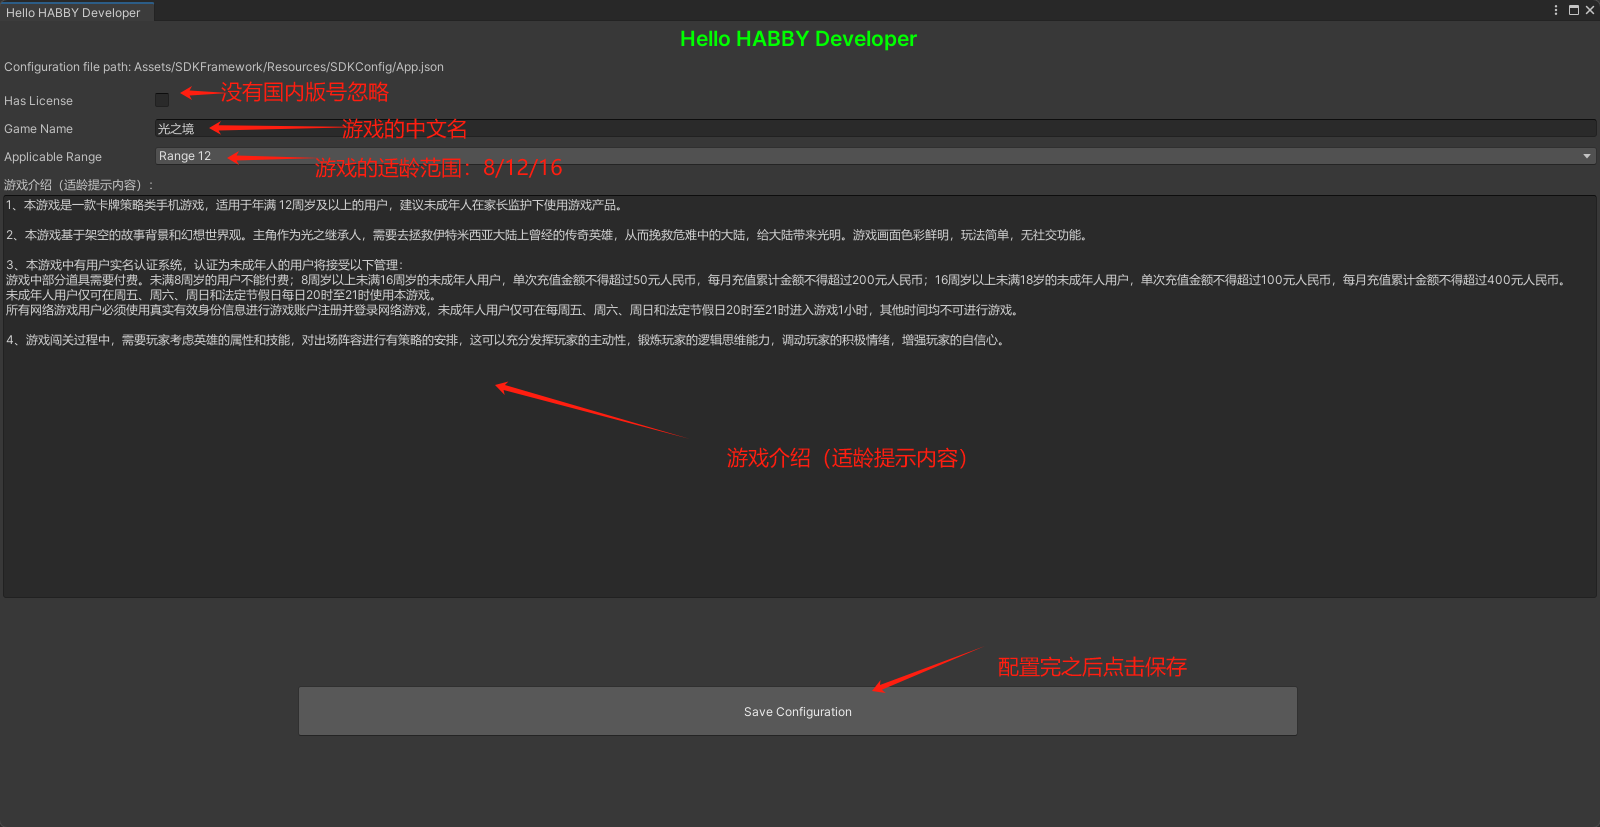 Hello HABBY Developer
Hello HABBY Developer
Configuration file path: Assets/SDKFramework/Resources/SDKConfig/App.json
Has License
没有国内版号忽略
Game Name
光之境
游戏的中文名
Applicable Range
Range 12
游戏的适龄范围：8/12/16
游戏介绍（适龄提示内容）:
1、本游戏是一款卡牌策略类手机游戏，适用于年满 12周岁及以上的用户，建议未成年人在家长监护下使用游戏产品。
2、本游戏基于架空的故事背景和幻想世界观。主角作为光之继承人，需要去拯救伊特米西亚大陆上曾经的传奇英雄，从而挽救危难中的大陆，给大陆带来光明。游戏画面色彩鲜明，玩法简单，无社交功能。
3、本游戏中有用户实名认证系统，认证为未成年人的用户将接受以下管理：
游戏中部分道具需要付费。未满8周岁的用户不能付费；8周岁以上未满16周岁的未成年人用户，单次充值金额不得超过50元人民币，每月充值累计金额不得超过200元人民币；16周岁以上未满18岁的未成年人用户，单次充值金额不得超过100元人民币，每月充值累计金额不得超过400元人民币。
未成年人用户仅可在周五、周六、周日和法定节假日每日20时至21时使用本游戏。
所有网络游戏用户必须使用真实有效身份信息进行游戏账户注册并登录网络游戏，未成年人用户仅可在每周五、周六、周日和法定节假日20时至21时进入游戏1小时，其他时间均不可进行游戏。
4、游戏闯关过程中，需要玩家考虑英雄的属性和技能，对出场阵容进行有策略的安排，这可以充分发挥玩家的主动性，锻炼玩家的逻辑思维能力，调动玩家的积极情绪，增强玩家的自信心。
游戏介绍（适龄提示内容）
配置完之后点击保存
Save Configuration